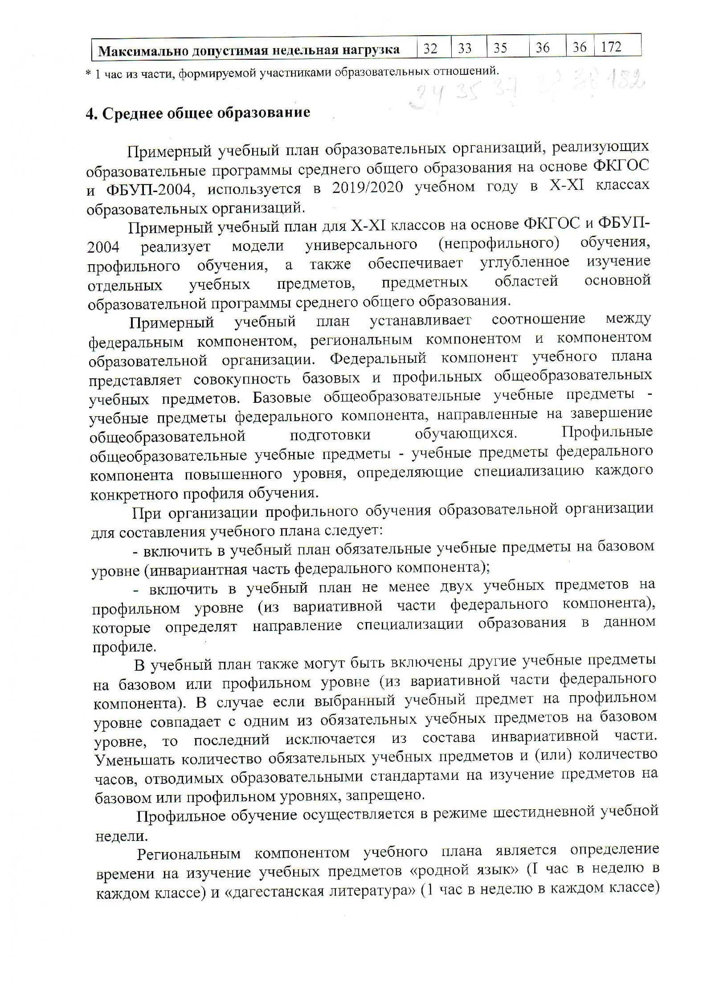 Максимально допустимая недельная нагрузка 32 33 35 36 36 172
* 1 час из части, формируемой участниками образовательных отношений.
34 35 37 38 38 182
4. Среднее общее образование
Примерный учебный план образовательных организаций, реализующих
образовательные программы среднего общего образования на основе ФКГОС
и ФБУП-2004, используется в 2019/2020 учебном году в X-XI классах
образовательных организаций.
Примерный учебный план для X-XI классов на основе ФКГОС и ФБУП-
2004 реализует модели универсального (непрофильного) обучения,
профильного обучения, а также обеспечивает углубленное изучение
отдельных учебных предметов, предметных областей основной
образовательной программы среднего общего образования.
Примерный учебный план устанавливает соотношение между
федеральным компонентом, региональным компонентом и компонентом
образовательной организации. Федеральный компонент учебного плана
представляет совокупность базовых и профильных общеобразовательных
учебных предметов. Базовые общеобразовательные учебные предметы -
учебные предметы федерального компонента, направленные на завершение
общеобразовательной подготовки обучающихся. Профильные
общеобразовательные учебные предметы - учебные предметы федерального
компонента повышенного уровня, определяющие специализацию каждого
конкретного профиля обучения.
При организации профильного обучения образовательной организации
для составления учебного плана следует:
- включить в учебный план обязательные учебные предметы на базовом
уровне (инвариантная часть федерального компонента);
- включить в учебный план не менее двух учебных предметов на
профильном уровне (из вариативной части федерального компонента),
которые определят направление специализации образования в данном
профиле.
В учебный план также могут быть включены другие учебные предметы
на базовом или профильном уровне (из вариативной части федерального
компонента). В случае если выбранный учебный предмет на профильном
уровне совпадает с одним из обязательных учебных предметов на базовом
уровне, то последний исключается из состава инвариативной части.
Уменьшать количество обязательных учебных предметов и (или) количество
часов, отводимых образовательными стандартами на изучение предметов на
базовом или профильном уровнях, запрещено.
Профильное обучение осуществляется в режиме шестидневной учебной
недели.
Региональным компонентом учебного плана является определение
времени на изучение учебных предметов «родной язык» (I час в неделю в
каждом классе) и «дагестанская литература» (1 час в неделю в каждом классе)